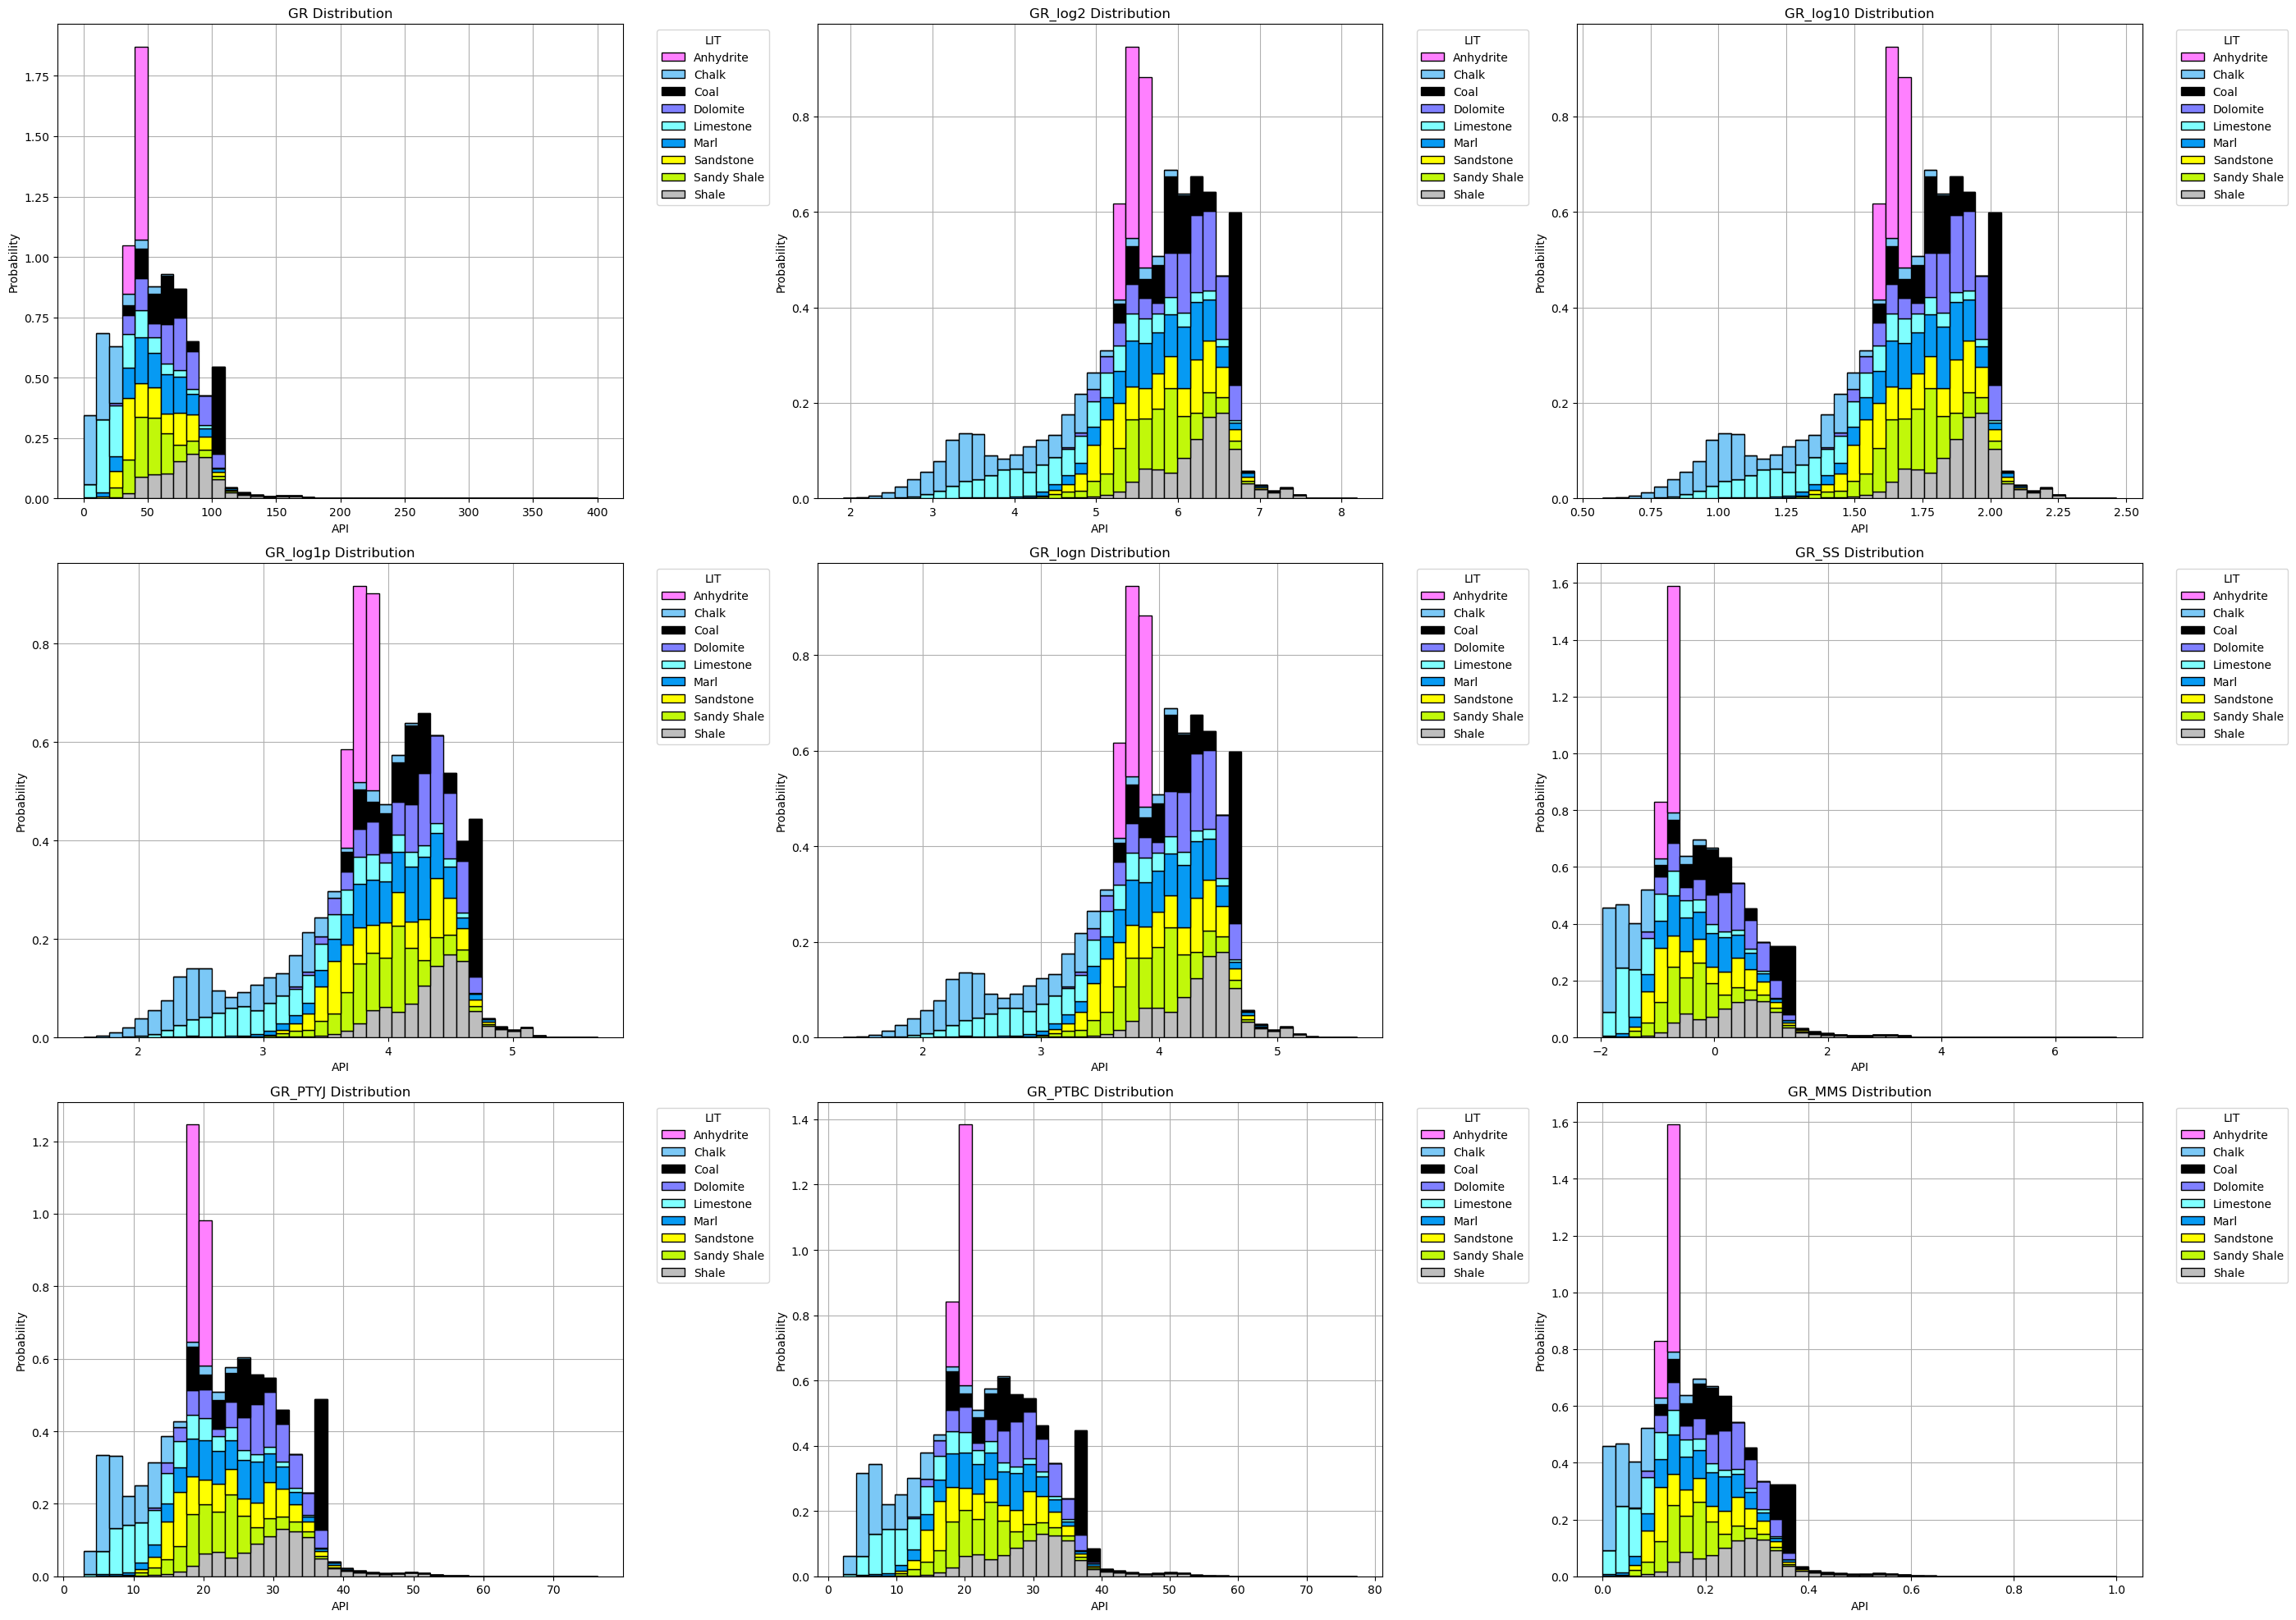 GR Distribution
Probability
1.75
1.50
1.25
1.00
0.75
0.50
0.25
0.00
0 50 100 150 200 250 300 350 400
API
LIT
Anhydrite
Chalk
Coal
Dolomite
Limestone
Marl
Sandstone
Sandy Shale
Shale
GR_log2 Distribution
Probability
0.8
0.6
0.4
0.2
0.0
2 3 4 5 6 7 8
API
LIT
Anhydrite
Chalk
Coal
Dolomite
Limestone
Marl
Sandstone
Sandy Shale
Shale
GR_log10 Distribution
Probability
0.8
0.6
0.4
0.2
0.0
0.50 0.75 1.00 1.25 1.50 1.75 2.00 2.25 2.50
API
LIT
Anhydrite
Chalk
Coal
Dolomite
Limestone
Marl
Sandstone
Sandy Shale
Shale
GR_log1p Distribution
Probability
0.8
0.6
0.4
0.2
0.0
2 3 4 5
API
LIT
Anhydrite
Chalk
Coal
Dolomite
Limestone
Marl
Sandstone
Sandy Shale
Shale
GR_logn Distribution
Probability
0.8
0.6
0.4
0.2
0.0
2 3 4 5
API
LIT
Anhydrite
Chalk
Coal
Dolomite
Limestone
Marl
Sandstone
Sandy Shale
Shale
GR_SS Distribution
Probability
1.6
1.4
1.2
1.0
0.8
0.6
0.4
0.2
0.0
−2 0 2 4 6
API
LIT
Anhydrite
Chalk
Coal
Dolomite
Limestone
Marl
Sandstone
Sandy Shale
Shale
GR_PTYJ Distribution
Probability
1.2
1.0
0.8
0.6
0.4
0.2
0.0
0 10 20 30 40 50 60 70
API
LIT
Anhydrite
Chalk
Coal
Dolomite
Limestone
Marl
Sandstone
Sandy Shale
Shale
GR_PTBC Distribution
Probability
1.4
1.2
1.0
0.8
0.6
0.4
0.2
0.0
0 10 20 30 40 50 60 70 80
API
LIT
Anhydrite
Chalk
Coal
Dolomite
Limestone
Marl
Sandstone
Sandy Shale
Shale
GR_MMS Distribution
Probability
1.6
1.4
1.2
1.0
0.8
0.6
0.4
0.2
0.0
0.0 0.2 0.4 0.6 0.8 1.0
API
LIT
Anhydrite
Chalk
Coal
Dolomite
Limestone
Marl
Sandstone
Sandy Shale
Shale